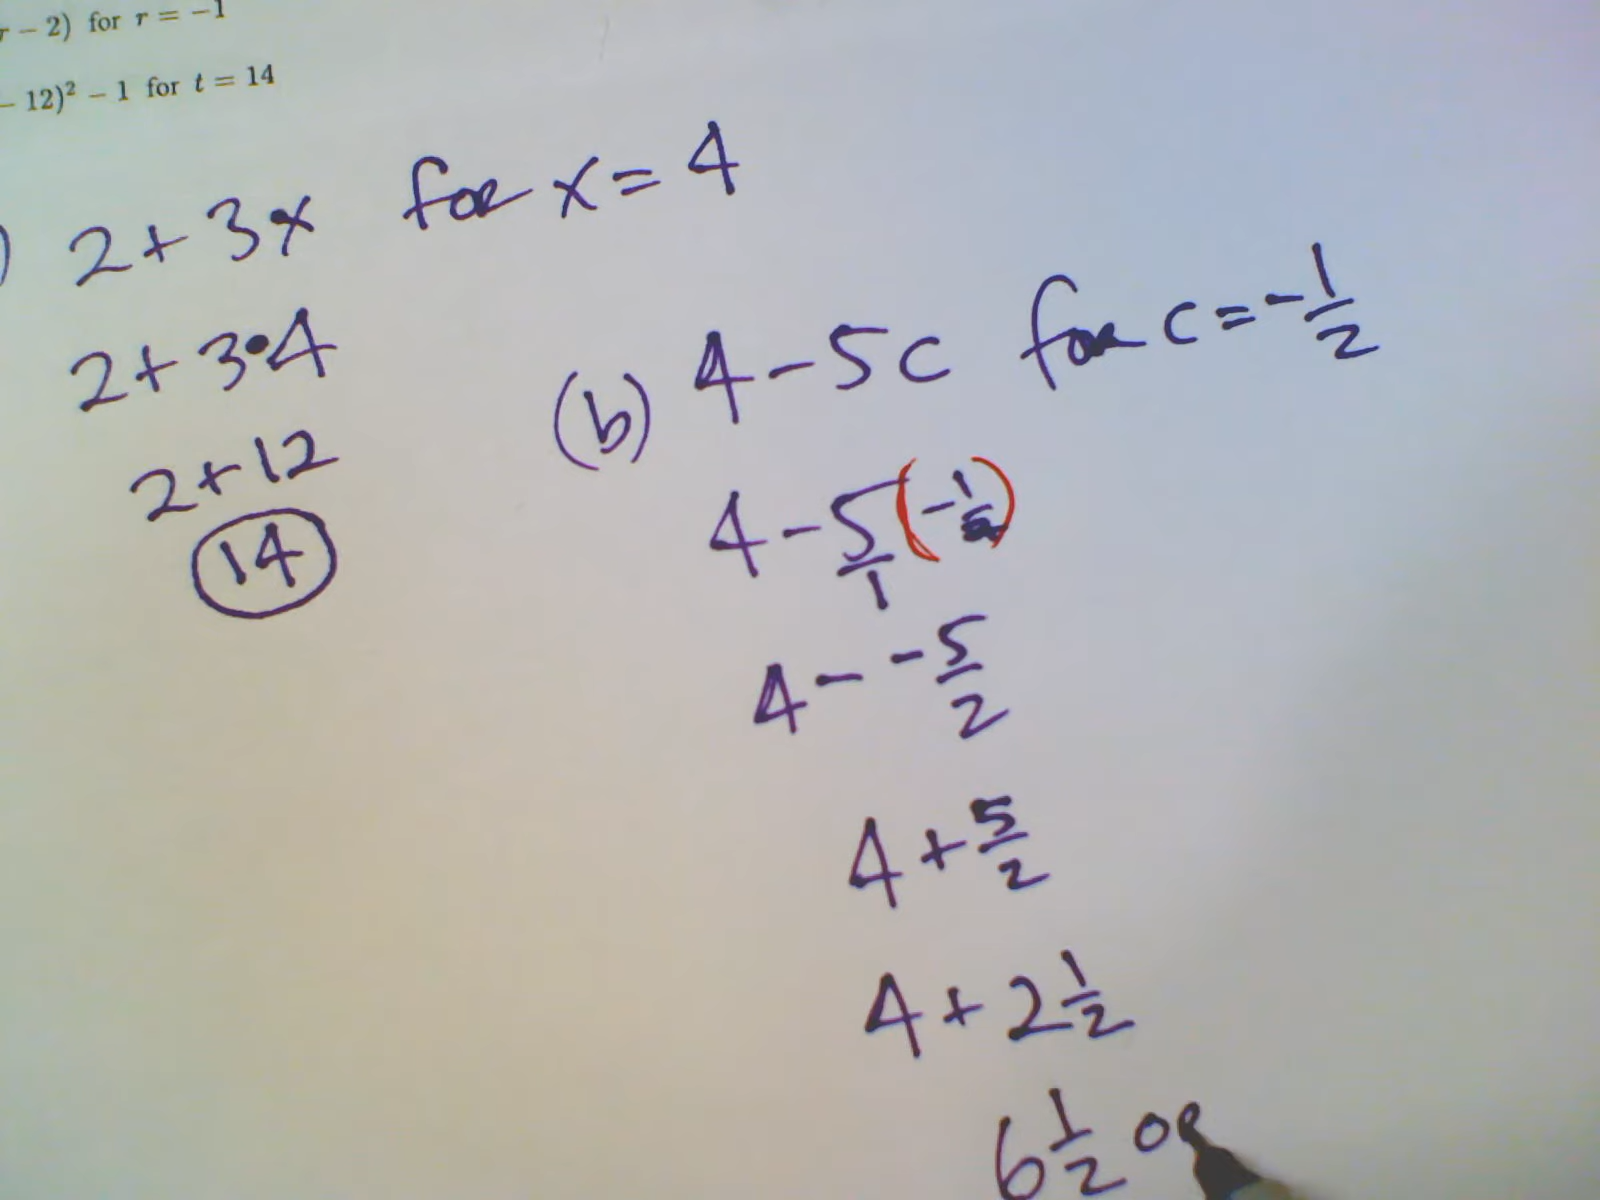 r − 2) for r = −1
− 12)² − 1 for t = 14
) 2 + 3x for x = 4
2 + 3•4
2 + 12
14
(b) 4 − 5c for c = −1/2
4 − 5/1 (−1/2)
4 − −5/2
4 + 5/2
4 + 2 1/2
6 1/2 or